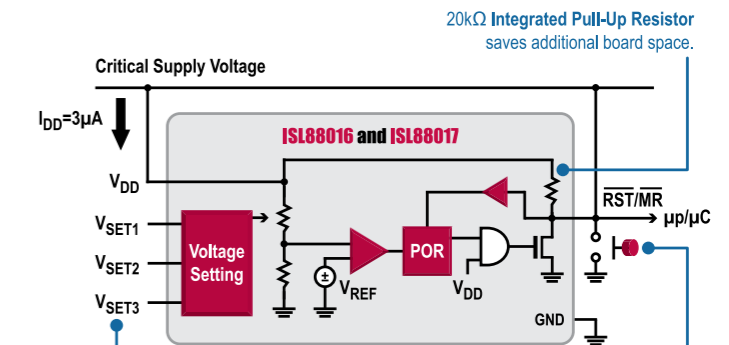 20kΩ Integrated Pull-Up Resistor
saves additional board space.
Critical Supply Voltage
IDD=3µA
ISL88016 and ISL88017
VDD
RST/MR
µp/µC
VSET1
VSET2
VSET3
Voltage
Setting
POR
±
VREF
VDD
GND